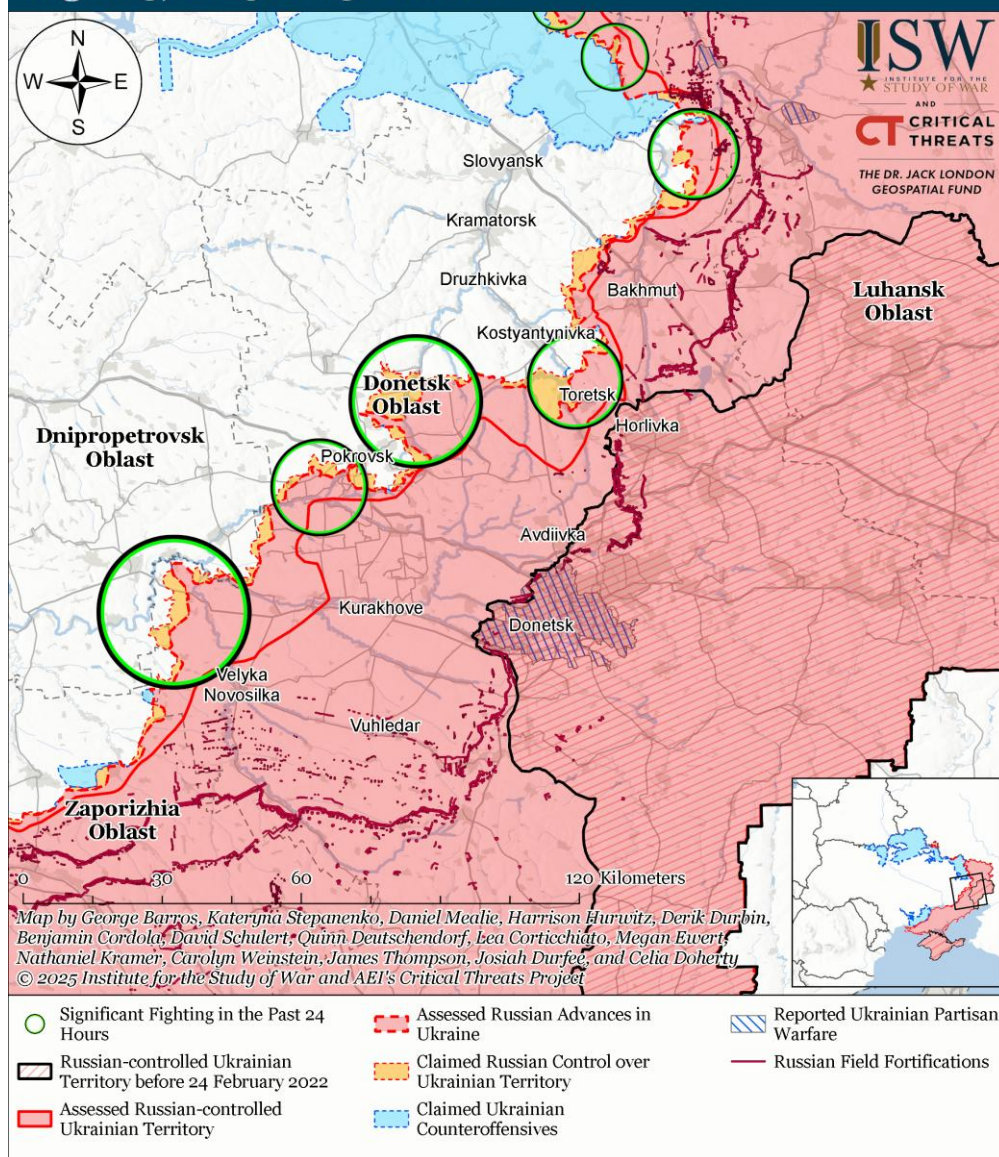 N
W E
S
ISW
INSTITUTE FOR THE
STUDY OF WAR
AND
CT CRITICAL
THREATS
THE DR. JACK LONDON
GEOSPATIAL FUND
Slovyansk
Kramatorsk
Druzhkivka
Bakhmut
Luhansk
Oblast
Kostyantynivka
Donetsk
Oblast
Toretsk
Horlivka
Dnipropetrovsk
Oblast
Pokrovsk
Avdiivka
Kurakhove
Donetsk
Velyka
Novosilka
Vuhledar
Zaporizhia
Oblast
0 30 60 120 Kilometers
Map by George Barros, Kateryna Stepanenko, Daniel Mealie, Harrison Hurwitz, Derik Durbin,
Benjamin Cordola, David Schulert, Quinn Deutschendorf, Lea Corticchiato, Megan Ewert,
Nathaniel Kramer, Carolyn Weinstein, James Thompson, Josiah Durfee, and Celia Doherty
© 2025 Institute for the Study of War and AEI's Critical Threats Project
Significant Fighting in the Past 24
Hours
Russian-controlled Ukrainian
Territory before 24 February 2022
Assessed Russian-controlled
Ukrainian Territory
Assessed Russian Advances in
Ukraine
Claimed Russian Control over
Ukrainian Territory
Claimed Ukrainian
Counteroffensives
Reported Ukrainian Partisan
Warfare
Russian Field Fortifications